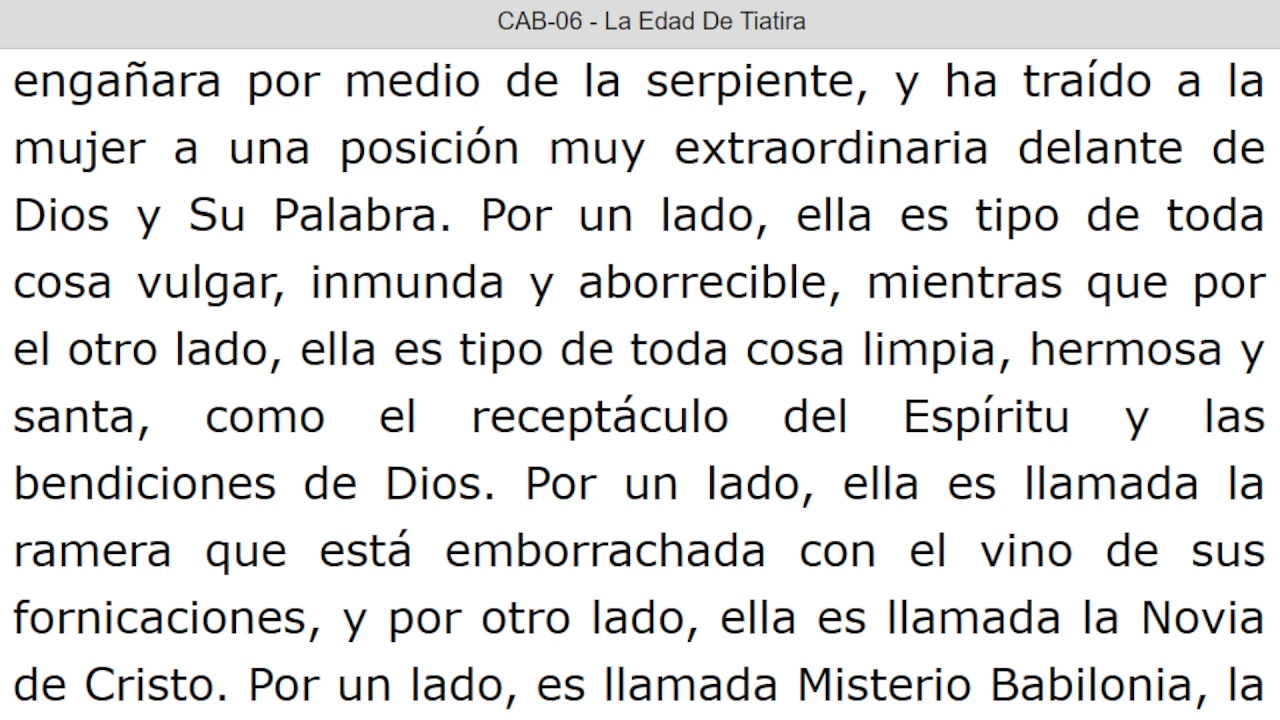 CAB-06 - La Edad De Tiatira
engañara por medio de la serpiente, y ha traído a la
mujer a una posición muy extraordinaria delante de
Dios y Su Palabra. Por un lado, ella es tipo de toda
cosa vulgar, inmunda y aborrecible, mientras que por
el otro lado, ella es tipo de toda cosa limpia, hermosa y
santa, como el receptáculo del Espíritu y las
bendiciones de Dios. Por un lado, ella es llamada la
ramera que está emborrachada con el vino de sus
fornicaciones, y por otro lado, ella es llamada la Novia
de Cristo. Por un lado, es llamada Misterio Babilonia, la